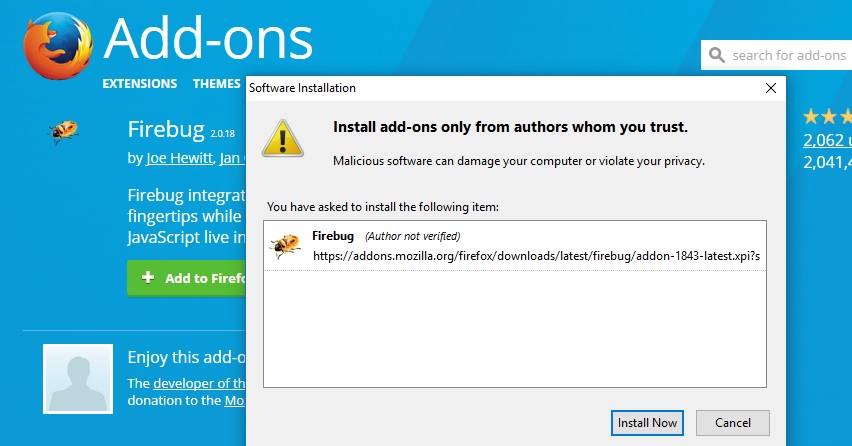 Add-ons
EXTENSIONS THEMES
search for add-ons
Firebug 2.0.18
by Joe Hewitt, Jan
Firebug integrat
fingertips while
JavaScript live in
Add to Firefo
Enjoy this add-o
The developer of th
donation to the Mo
2,062 u
2,041,4
Software Installation
Install add-ons only from authors whom you trust.
Malicious software can damage your computer or violate your privacy.
You have asked to install the following item:
Firebug (Author not verified)
https://addons.mozilla.org/firefox/downloads/latest/firebug/addon-1843-latest.xpi?s
Install Now
Cancel